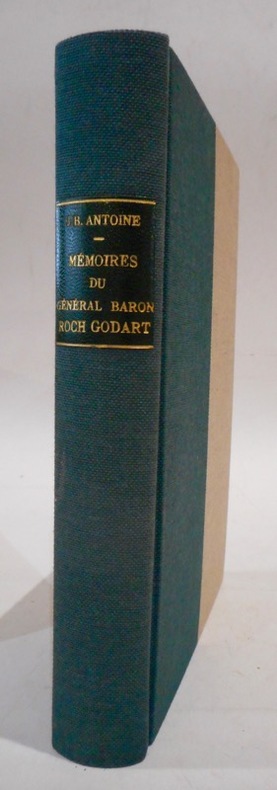 J B. ANTOINE
MÉMOIRES
DU
GÉNÉRAL BARON
ROCH GODART